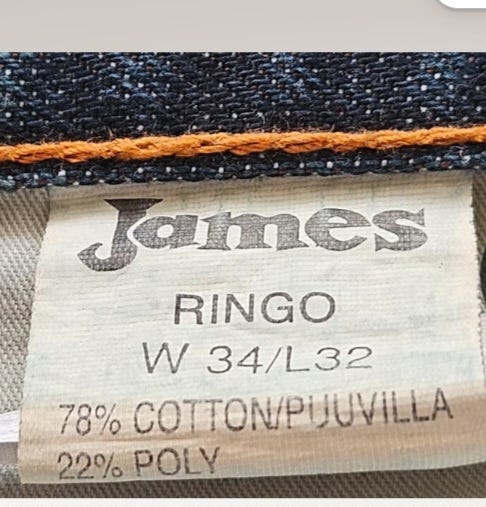 James
RINGO
W 34/L32
78% COTTON/PUUVILLA
22% POLY